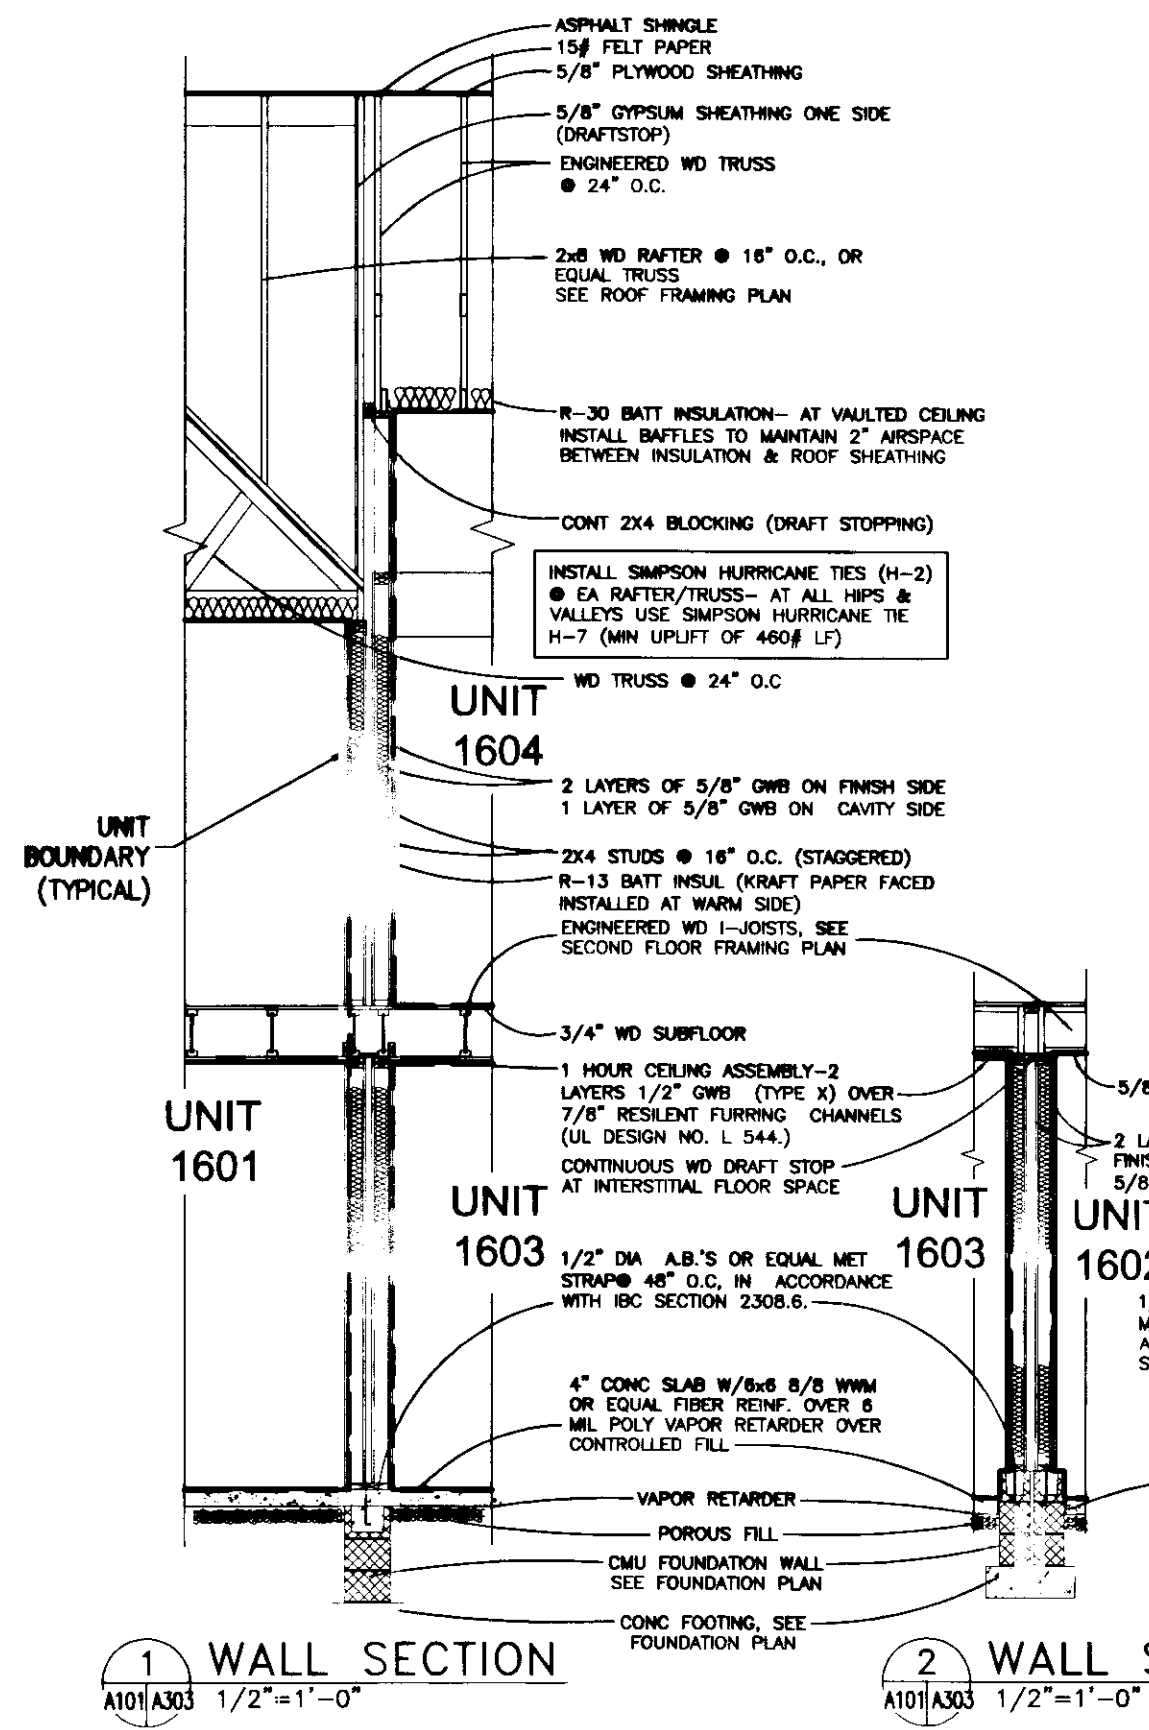 ASPHALT SHINGLE
15# FELT PAPER
5/8" PLYWOOD SHEATHING
5/8" GYPSUM SHEATHING ONE SIDE
(DRAFTSTOP)
ENGINEERED WD TRUSS
@ 24" O.C.
2x8 WD RAFTER @ 16" O.C., OR
EQUAL TRUSS
SEE ROOF FRAMING PLAN
R-30 BATT INSULATION- AT VAULTED CEILING
INSTALL BAFFLES TO MAINTAIN 2" AIRSPACE
BETWEEN INSULATION & ROOF SHEATHING
CONT 2X4 BLOCKING (DRAFT STOPPING)
INSTALL SIMPSON HURRICANE TIES (H-2)
@ EA RAFTER/TRUSS- AT ALL HIPS &
VALLEYS USE SIMPSON HURRICANE TIE
H-7 (MIN UPLIFT OF 460# LF)
WD TRUSS @ 24" O.C
UNIT
1604
2 LAYERS OF 5/8" GWB ON FINISH SIDE
1 LAYER OF 5/8" GWB ON CAVITY SIDE
UNIT
BOUNDARY
(TYPICAL)
2X4 STUDS @ 16" O.C. (STAGGERED)
R-13 BATT INSUL (KRAFT PAPER FACED
INSTALLED AT WARM SIDE)
ENGINEERED WD I-JOISTS, SEE
SECOND FLOOR FRAMING PLAN
3/4" WD SUBFLOOR
1 HOUR CEILING ASSEMBLY-2
LAYERS 1/2" GWB (TYPE X) OVER
7/8" RESILENT FURRING CHANNELS
(UL DESIGN NO. L 544.)
CONTINUOUS WD DRAFT STOP
AT INTERSTITIAL FLOOR SPACE
UNIT
1601
UNIT
1603
1/2" DIA A.B.'S OR EQUAL MET
STRAP@ 48" O.C, IN ACCORDANCE
WITH IBC SECTION 2308.6.
4" CONC SLAB W/6x6 8/8 WWM
OR EQUAL FIBER REINF. OVER 6
MIL POLY VAPOR RETARDER OVER
CONTROLLED FILL
VAPOR RETARDER
POROUS FILL
CMU FOUNDATION WALL
SEE FOUNDATION PLAN
CONC FOOTING, SEE
FOUNDATION PLAN
1 WALL SECTION
A101 A303 1/2"=1'-0"
5/8
2 LA
FINIS
5/8
UNIT
1603
UNIT
1602
1/
M
A
S
2 WALL S
A101 A303 1/2"=1'-0"